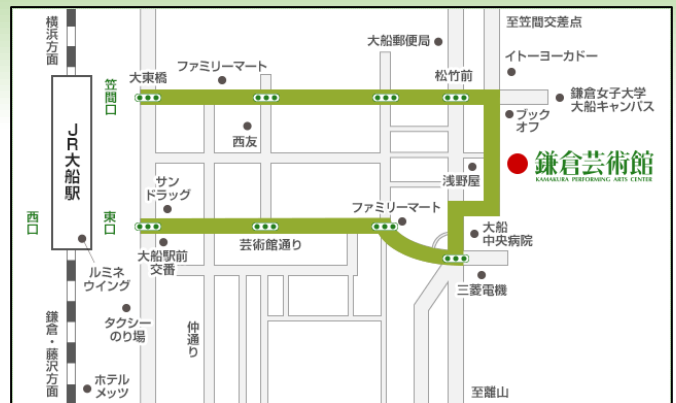 横浜方面
至笠間交差点
大船郵便局
イトーヨーカドー
ファミリーマート
大東橋
松竹前
笠間口
鎌倉女子大学
大船キャンパス
ブック
オフ
JR大船駅
西友
鎌倉芸術館
KAMAKURA PERFORMING ARTS CENTER
浅野屋
サン
ドラッグ
ファミリーマート
西口
東口
大船
中央病院
芸術館通り
大船駅前
交番
ルミネ
ウイング
三菱電機
タクシー
のり場
仲通り
鎌倉・藤沢方面
ホテル
メッツ
至離山